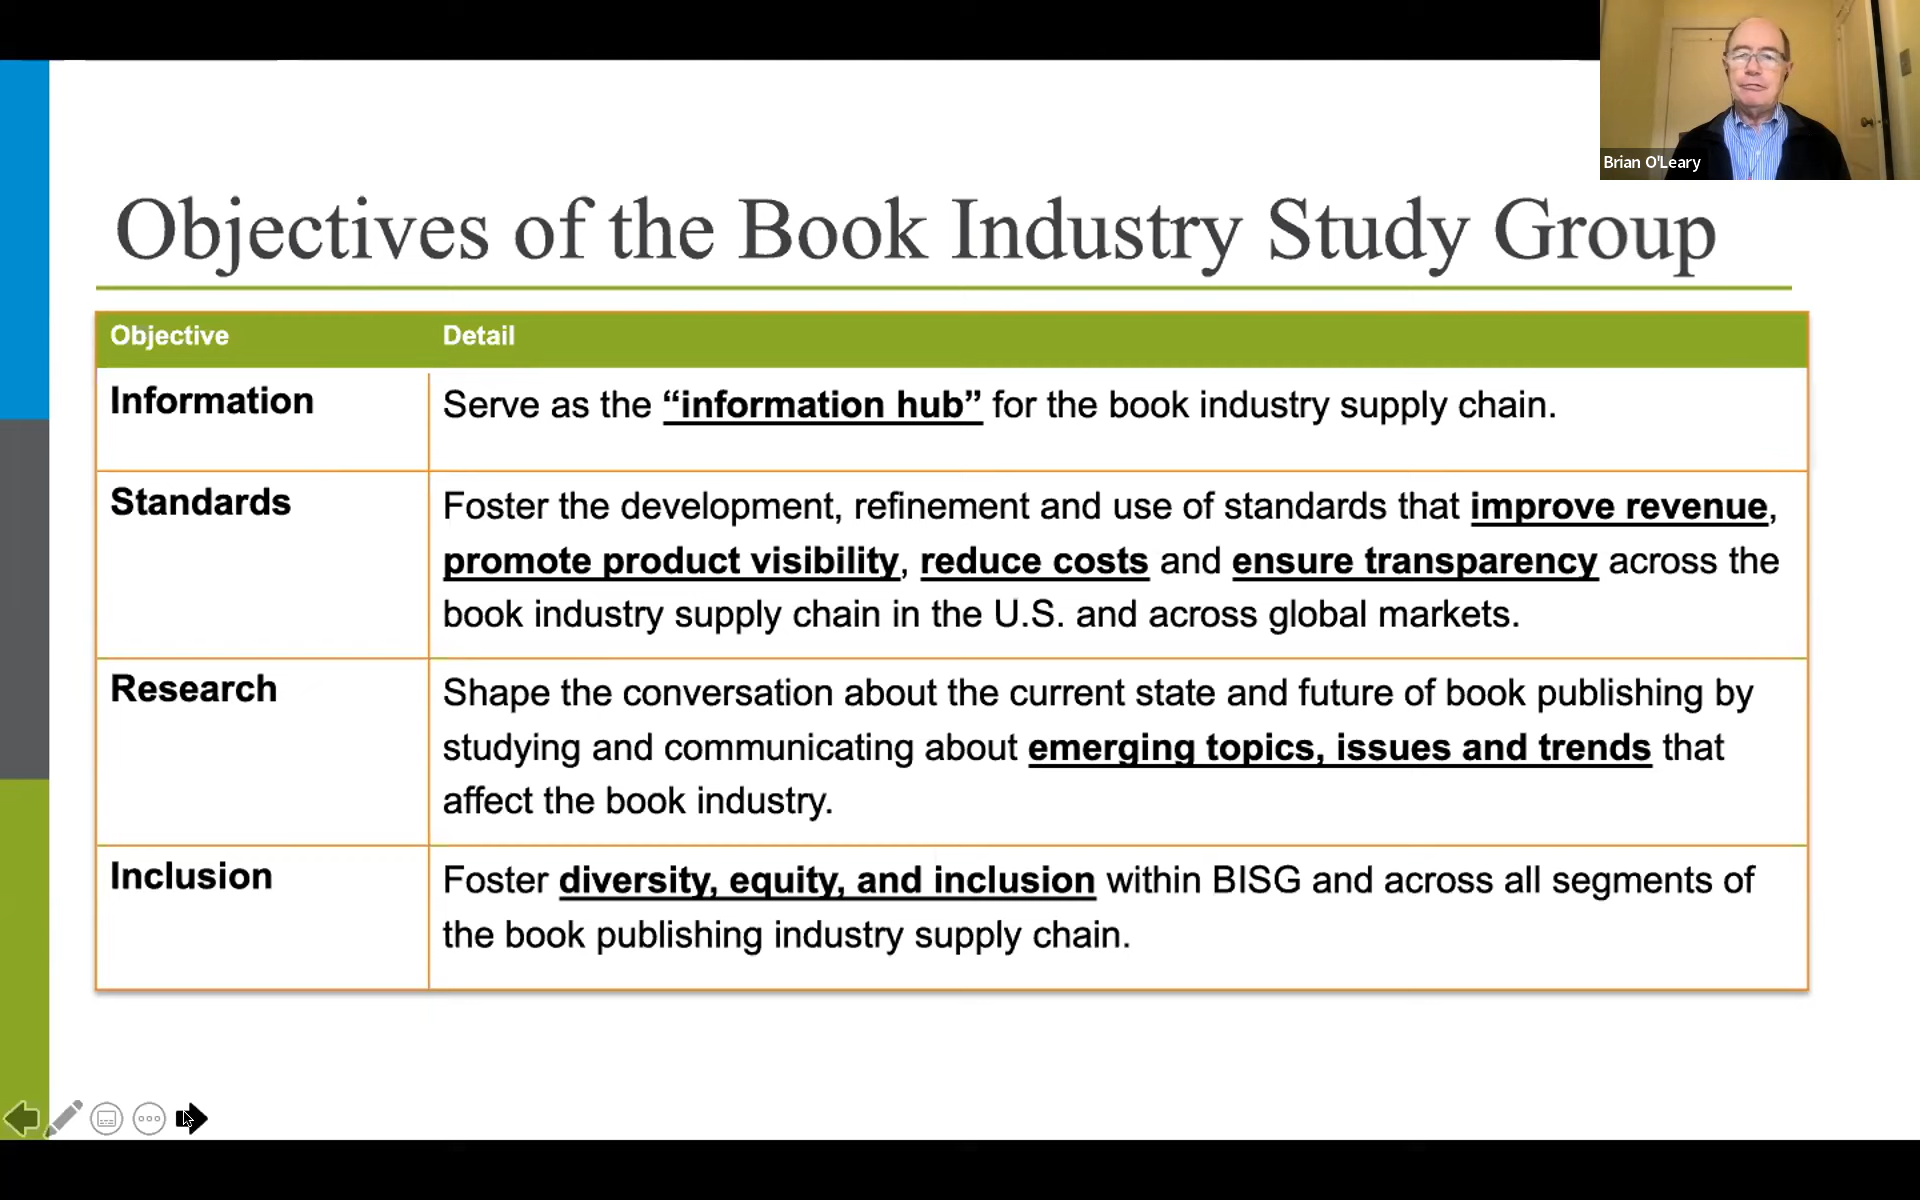 Brian O'Leary
Objectives of the Book Industry Study Group
Objective Detail
Information Serve as the “information hub” for the book industry supply chain.
Standards Foster the development, refinement and use of standards that improve revenue,
promote product visibility, reduce costs and ensure transparency across the
book industry supply chain in the U.S. and across global markets.
Research Shape the conversation about the current state and future of book publishing by
studying and communicating about emerging topics, issues and trends that
affect the book industry.
Inclusion Foster diversity, equity, and inclusion within BISG and across all segments of
the book publishing industry supply chain.